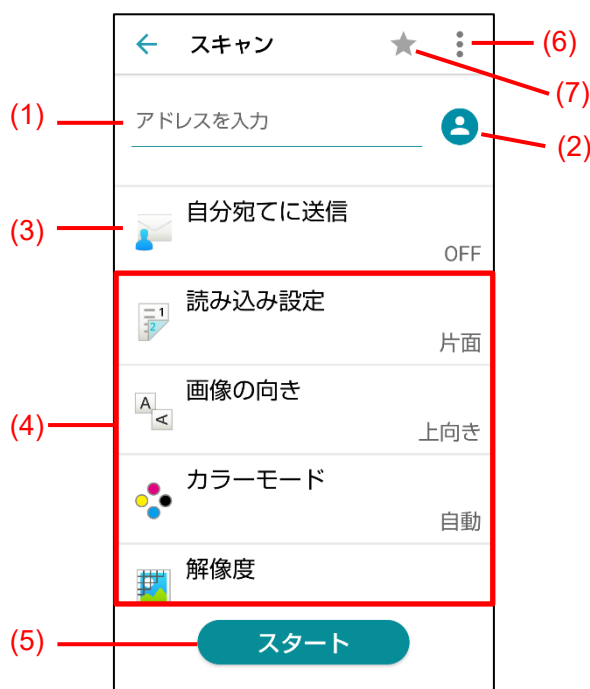 スキャン
(6)
(7)
(1)
アドレスを入力
(2)
自分宛てに送信
(3)
OFF
読み込み設定
1
2
片面
画像の向き
A
A
(4)
上向き
カラーモード
自動
解像度
(5)
スタート